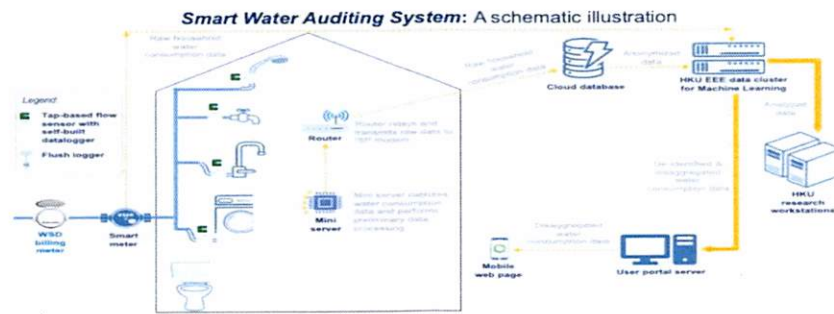 Smart Water Auditing System: A schematic illustration
Raw household
water
consumption data
Legend:
Tap-based flow
sensor with
self-built
datalogger
Flush logger
WSD
billing
meter
Smart
meter
Router
Router relays and
transmits raw data to
Mini
server
Mini server catches
water consumption
data and performs
preliminary data
processing
Raw household water
consumption data
Cloud database
Anonymized
data
HKU EEE data cluster
for Machine Learning
Analyzed
data
HKU
research
workstations
De-identified &
disaggregated
water
consumption data
Disaggregated
water
consumption data
Mobile
web page
User portal server